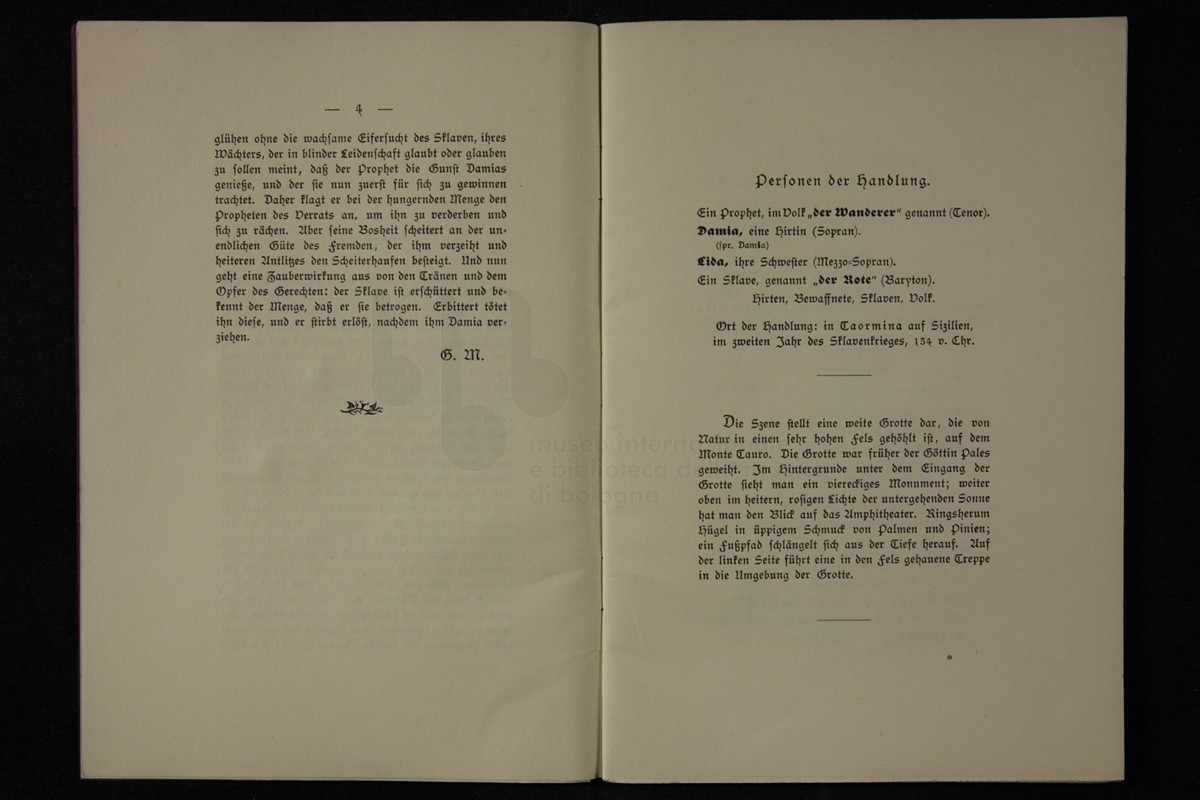 — 4 —
glühen ohne die wachsame Eifersucht des Sklaven, ihres
Wächters, der in blinder Leidenschaft glaubt oder glauben
zu sollen meint, daß der Prophet die Gunst Damias
genieße, und der sie nun zuerst für sich zu gewinnen
trachtet. Daher klagt er bei der hungernden Menge den
Propheten des Verrats an, um ihn zu verderben und
sich zu rächen. Aber seine Bosheit scheitert an der un-
endlichen Güte des Fremden, der ihm verzeiht und
heiteren Antlitzes den Scheiterhaufen besteigt. Und nun
geht eine Zauberwirkung aus von den Tränen und dem
Opfer des Gerechten: der Sklave ist erschüttert und be-
kennt der Menge, daß er sie betrogen. Erbittert tötet
ihn diese, und er stirbt erlöst, nachdem ihm Damia ver-
ziehen.
G. M.
Personen der Handlung.
Ein Prophet, im Volk „der Wanderer“ genannt (Tenor).
Damia, eine Hirtin (Sopran).
(spr. Damia)
Lida, ihre Schwester (Mezzo-Sopran).
Ein Sklave, genannt „der Rote“ (Baryton).
Hirten, Bewaffnete, Sklaven, Volk.
Ort der Handlung: in Taormina auf Sizilien,
im zweiten Jahr des Sklavenkrieges, 134 v. Chr.
Die Szene stellt eine weite Grotte dar, die von
Natur in einen sehr hohen Fels gehöhlt ist, auf dem
Monte Tauro. Die Grotte war früher der Göttin Pales
geweiht. Im Hintergrunde unter dem Eingang der
Grotte sieht man ein viereckiges Monument; weiter
oben im heitern, rosigen Lichte der untergehenden Sonne
hat man den Blick auf das Amphitheater. Ringsherum
Hügel in üppigem Schmuck von Palmen und Pinien;
ein Fußpfad schlängelt sich aus der Tiefe herauf. Auf
der linken Seite führt eine in den Fels gehauene Treppe
in die Umgebung der Grotte.
*
museo interna
e biblioteca de
di bologna